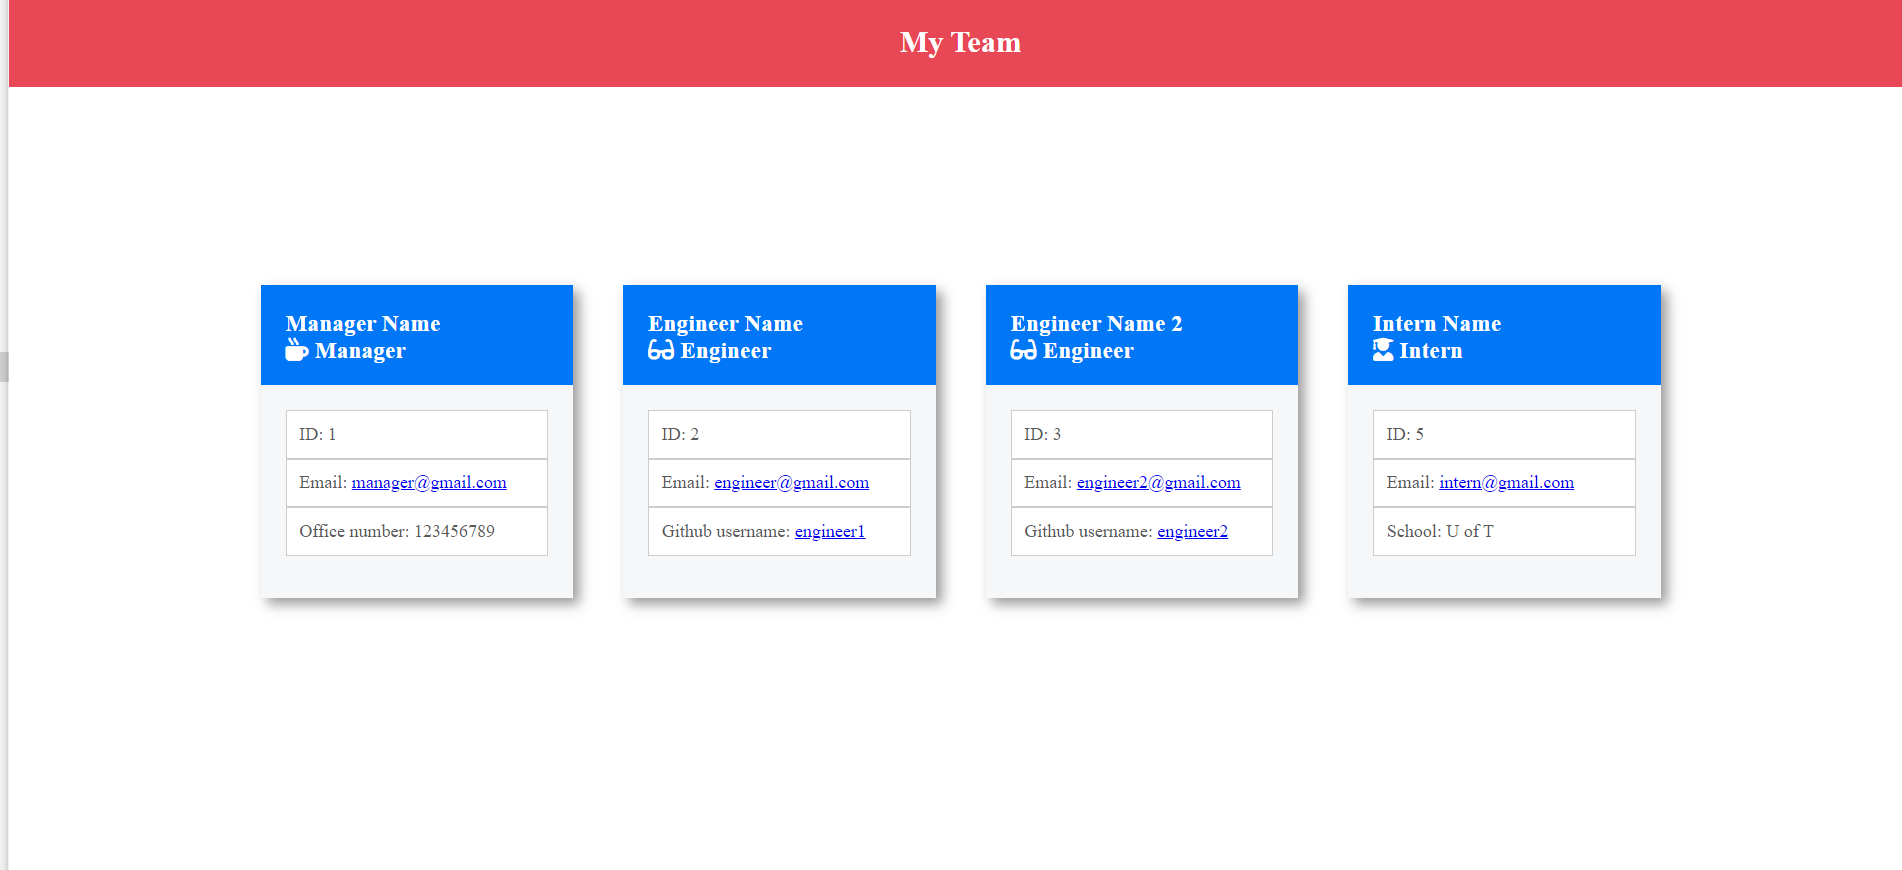 My Team
Manager Name
Manager
ID: 1
Email: manager@gmail.com
Office number: 123456789
Engineer Name
Engineer
ID: 2
Email: engineer@gmail.com
Github username: engineer1
Engineer Name 2
Engineer
ID: 3
Email: engineer2@gmail.com
Github username: engineer2
Intern Name
Intern
ID: 5
Email: intern@gmail.com
School: U of T